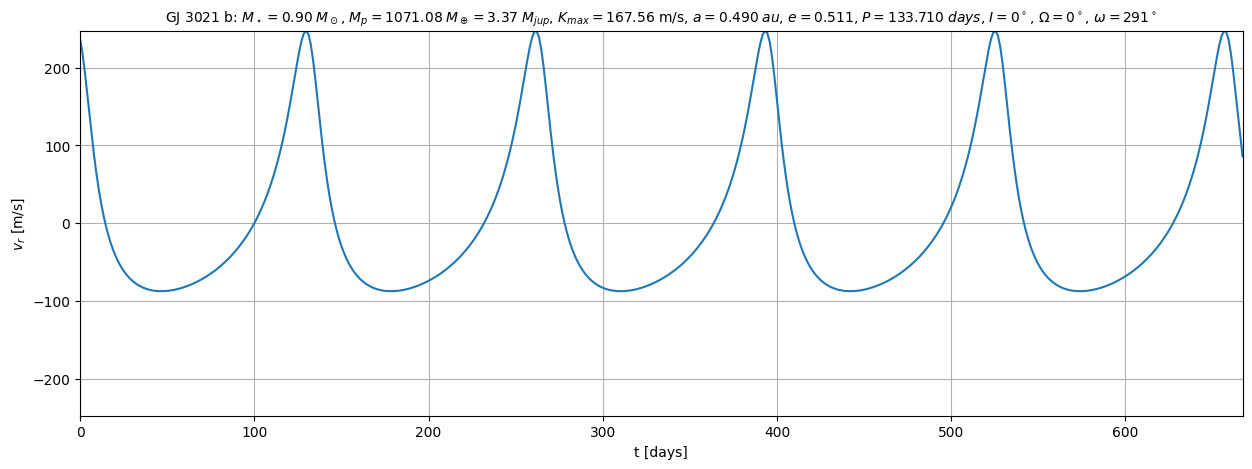 GJ 3021 b: M⋆ = 0.90 M⊙, Mp = 1071.08 M⊕ = 3.37 Mjup, Kmax = 167.56 m/s, a = 0.490 au, e = 0.511, P = 133.710 days, I = 0°, Ω = 0°, ω = 291°
200
100
0
−100
−200
vr [m/s]
0 100 200 300 400 500 600
t [days]